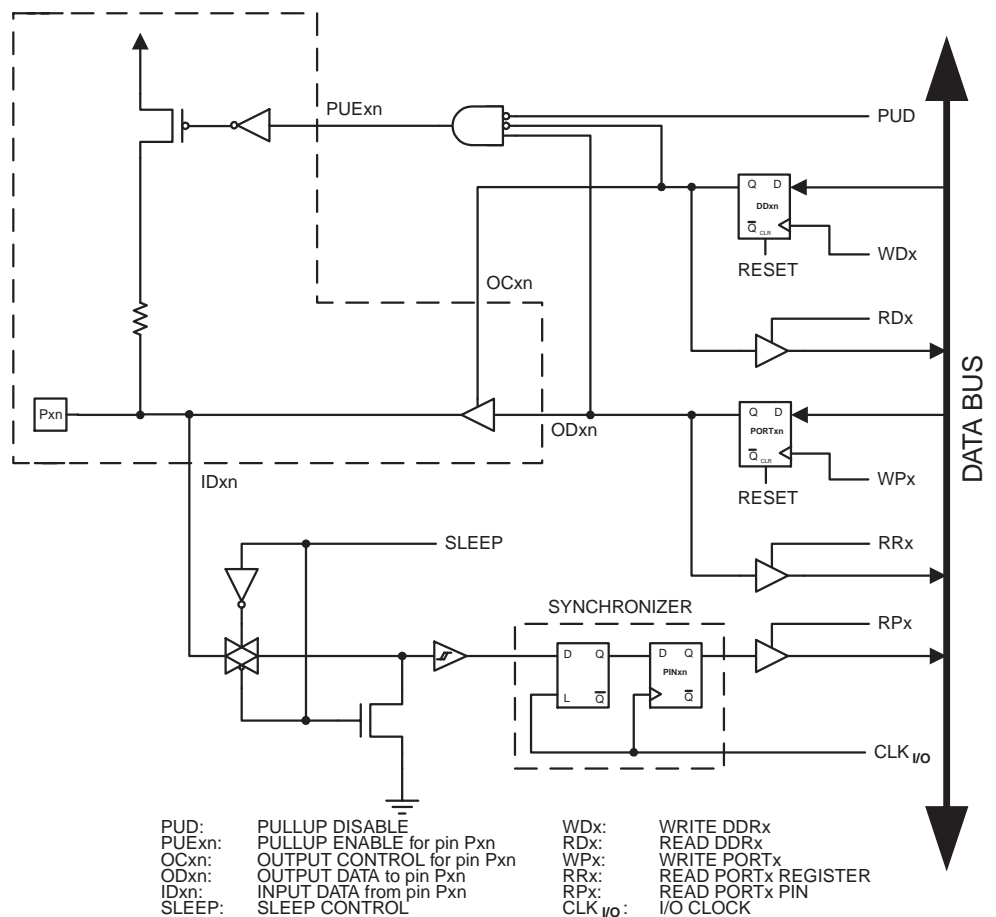 PUExn
PUD
Q D
DDxn
Q CLR
RESET
WDx
OCxn
RDx
Pxn
ODxn
Q D
PORTxn
Q CLR
RESET
WPx
IDxn
SLEEP
RRx
SYNCHRONIZER
RPx
D Q
L Q
D Q
PINxn
Q
CLK I/O
DATA BUS
PUD: PULLUP DISABLE
PUExn: PULLUP ENABLE for pin Pxn
OCxn: OUTPUT CONTROL for pin Pxn
ODxn: OUTPUT DATA to pin Pxn
IDxn: INPUT DATA from pin Pxn
SLEEP: SLEEP CONTROL
WDx: WRITE DDRx
RDx: READ DDRx
WPx: WRITE PORTx
RRx: READ PORTx REGISTER
RPx: READ PORTx PIN
CLK I/O: I/O CLOCK